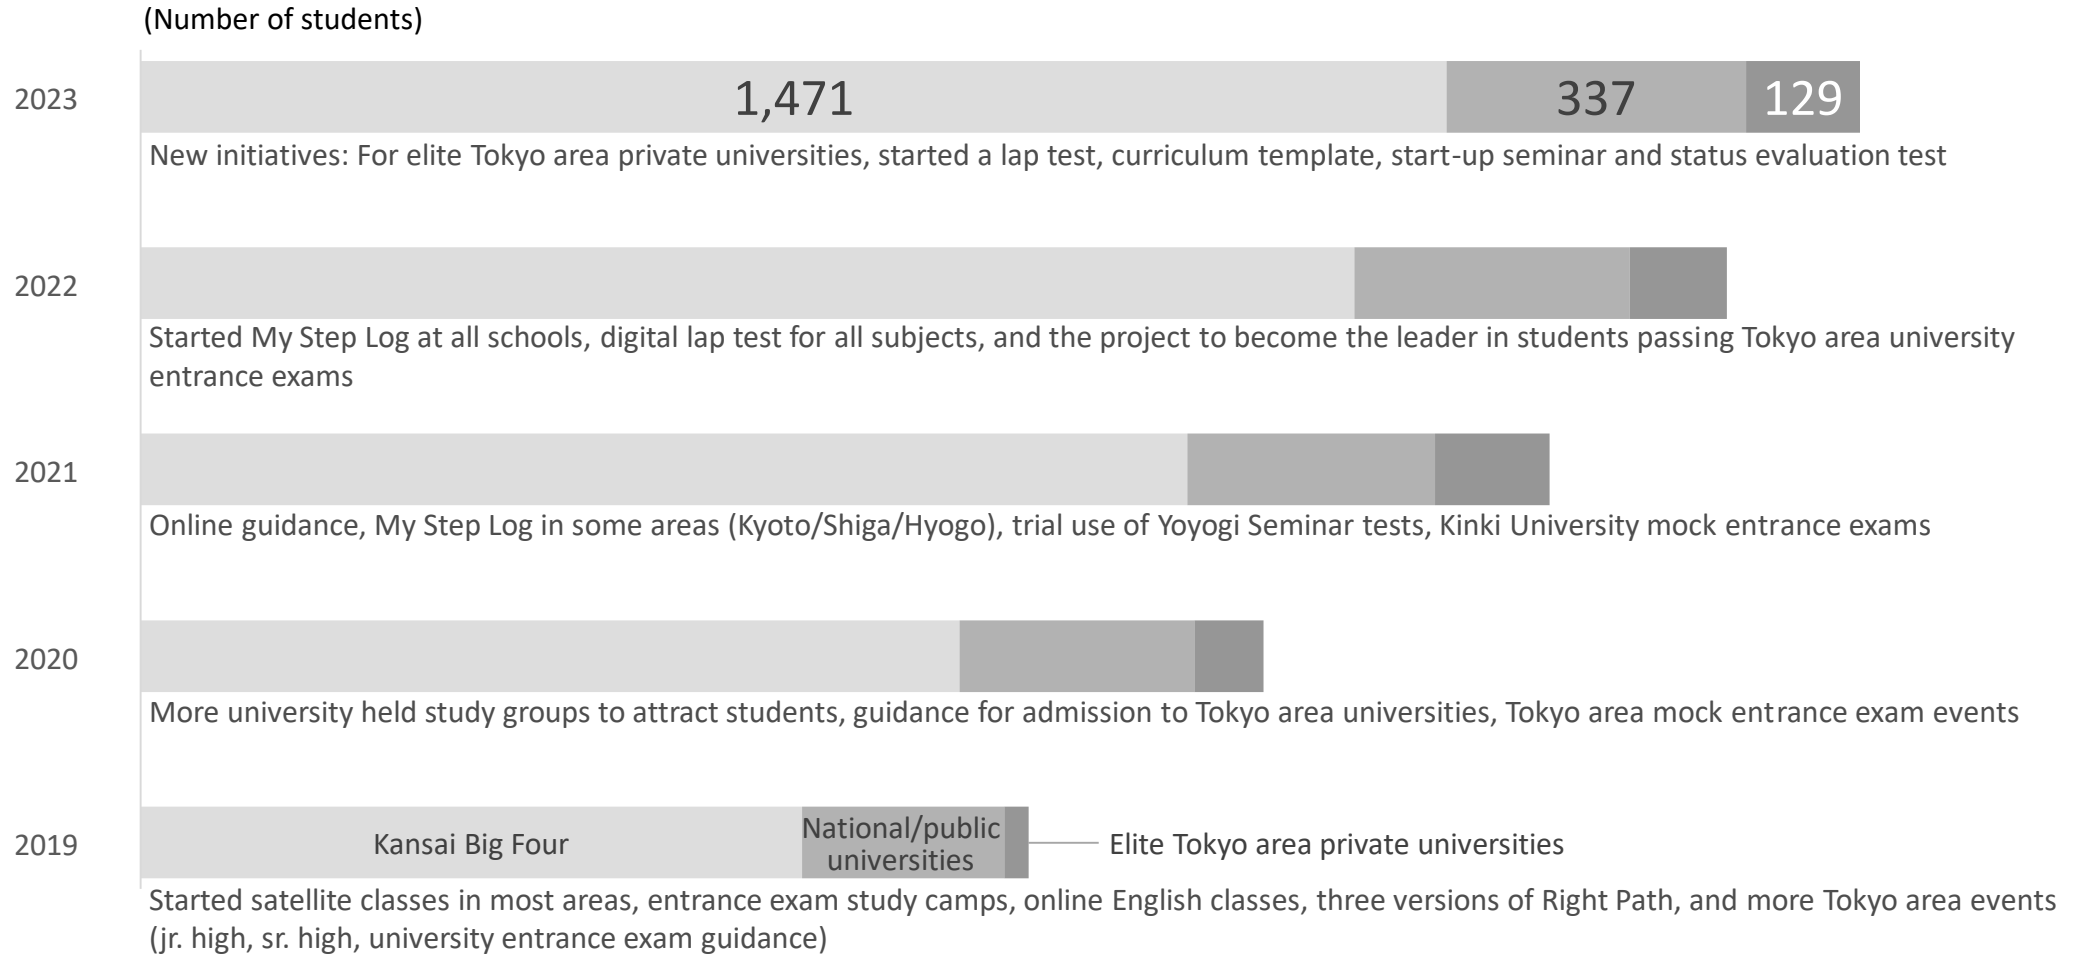 (Number of students)
2023
1,471
337
129
New initiatives: For elite Tokyo area private universities, started a lap test, curriculum template, start-up seminar and status evaluation test
2022
Started My Step Log at all schools, digital lap test for all subjects, and the project to become the leader in students passing Tokyo area university
entrance exams
2021
Online guidance, My Step Log in some areas (Kyoto/Shiga/Hyogo), trial use of Yoyogi Seminar tests, Kinki University mock entrance exams
2020
More university held study groups to attract students, guidance for admission to Tokyo area universities, Tokyo area mock entrance exam events
2019
Kansai Big Four
National/public
universities
Elite Tokyo area private universities
Started satellite classes in most areas, entrance exam study camps, online English classes, three versions of Right Path, and more Tokyo area events
(jr. high, sr. high, university entrance exam guidance)